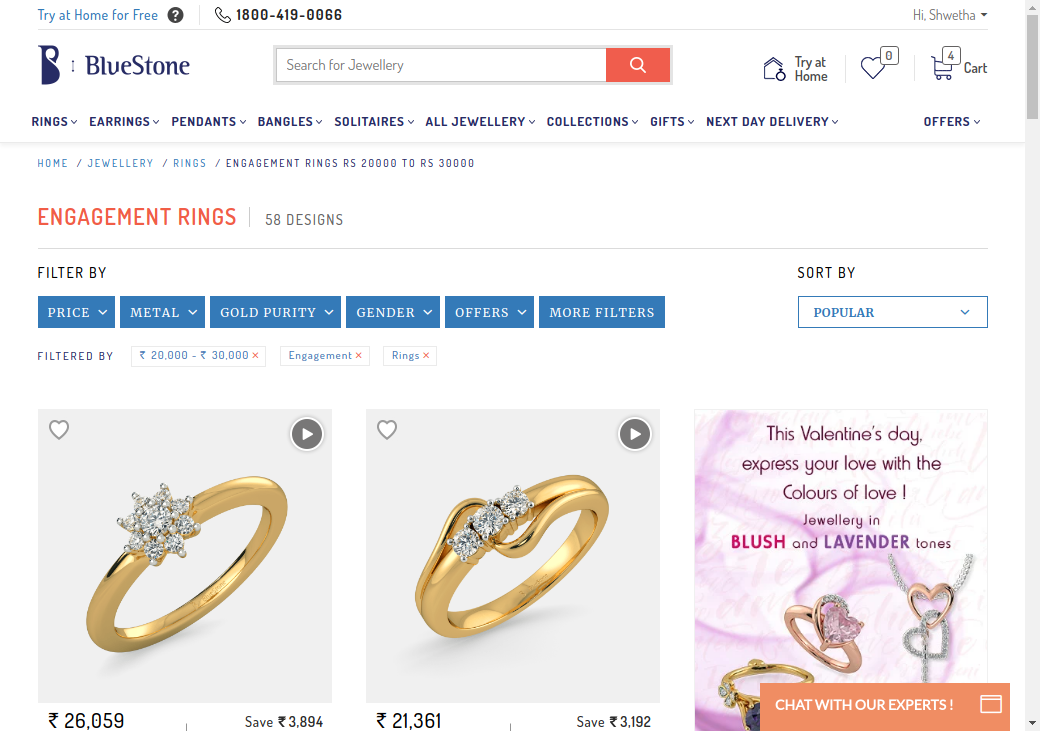 Try at Home for Free ? 1800-419-0066 Hi, Shwetha
BlueStone Search for Jewellery Try at Home 0 4 Cart
RINGS EARRINGS PENDANTS BANGLES SOLITAIRES ALL JEWELLERY COLLECTIONS GIFTS NEXT DAY DELIVERY OFFERS
HOME / JEWELLERY / RINGS / ENGAGEMENT RINGS RS 20000 TO RS 30000
ENGAGEMENT RINGS 58 DESIGNS
FILTER BY SORT BY
PRICE METAL GOLD PURITY GENDER OFFERS MORE FILTERS POPULAR
FILTERED BY ₹ 20,000 - ₹ 30,000 × Engagement × Rings ×
This Valentine's day,
express your love with the
Colours of love !
Jewellery in
BLUSH and LAVENDER tones
₹ 26,059 Save ₹ 3,894 ₹ 21,361 Save ₹ 3,192
CHAT WITH OUR EXPERTS !